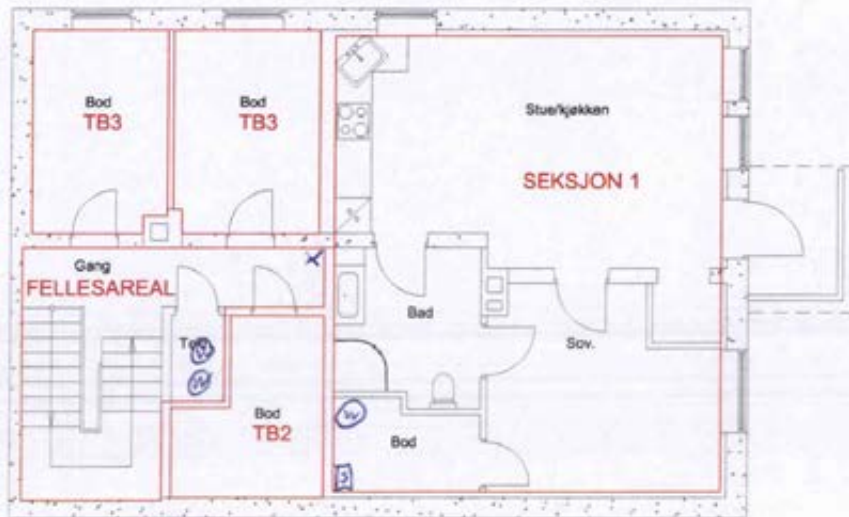 Bod
TB3
Bod
TB3
Stue/kjøkken
SEKSJON 1
Gang
FELLESAREAL
Bad
Sov.
W
W
Bod
TB2
W
Bod
S